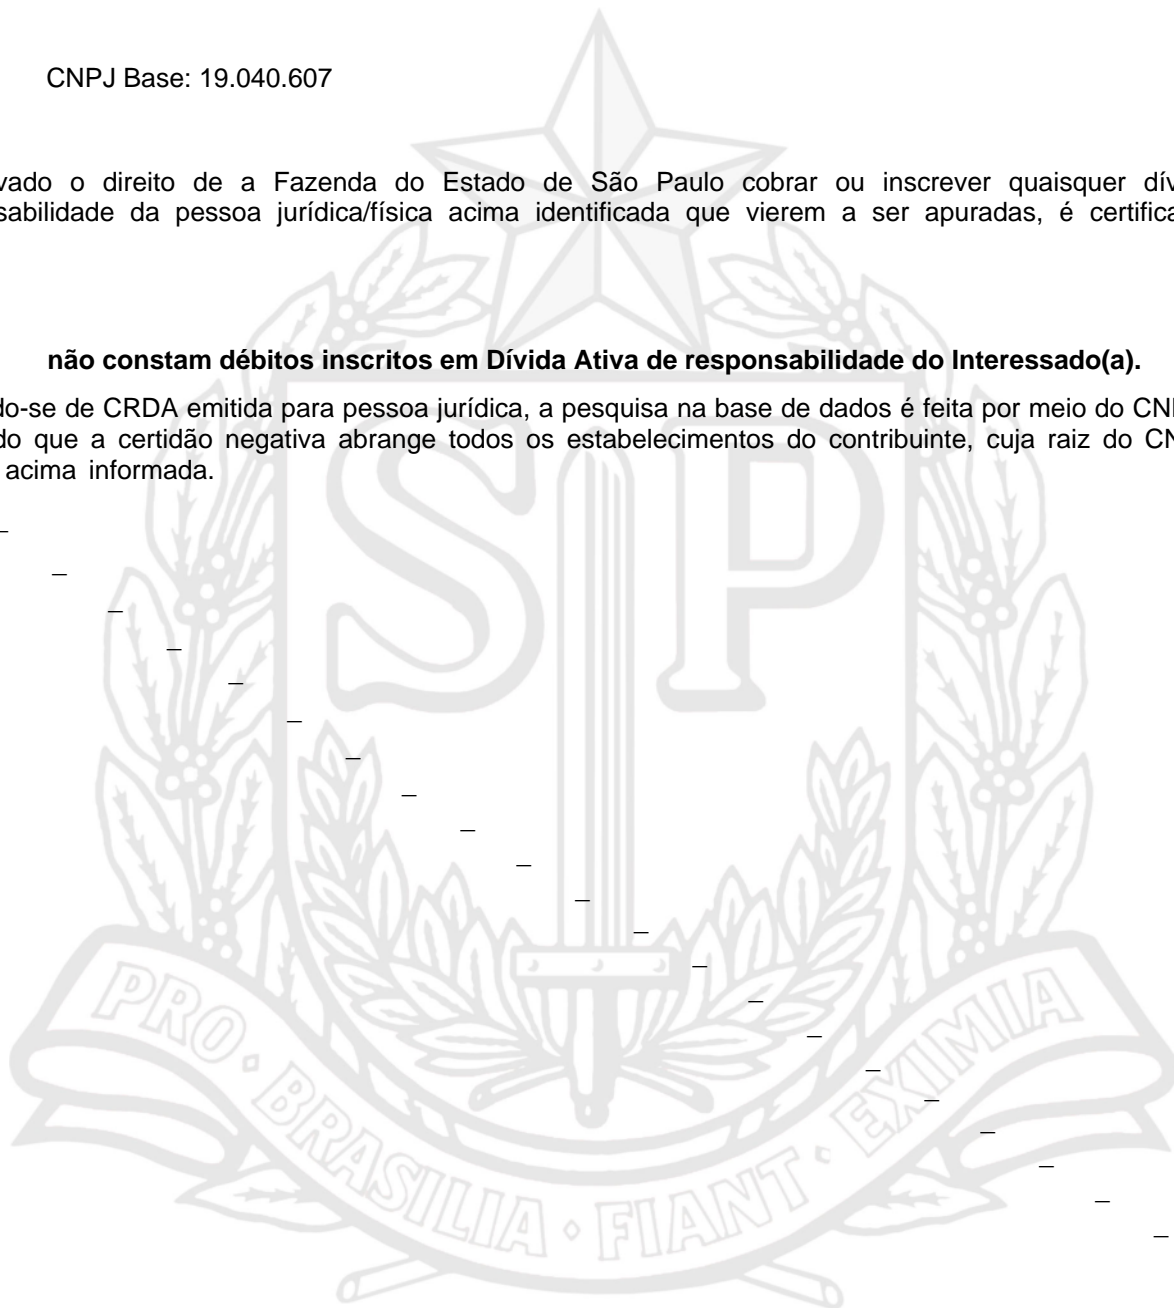 CNPJ Base: 19.040.607
vado o direito de a Fazenda do Estado de São Paulo cobrar ou inscrever quaisquer dív
sabilidade da pessoa jurídica/física acima identificada que vierem a ser apuradas, é certifica
não constam débitos inscritos em Dívida Ativa de responsabilidade do Interessado(a).
do-se de CRDA emitida para pessoa jurídica, a pesquisa na base de dados é feita por meio do CN
do que a certidão negativa abrange todos os estabelecimentos do contribuinte, cuja raiz do CN
acima informada.
SP
PRO • BRASILIA • FIANT • EXIMIA